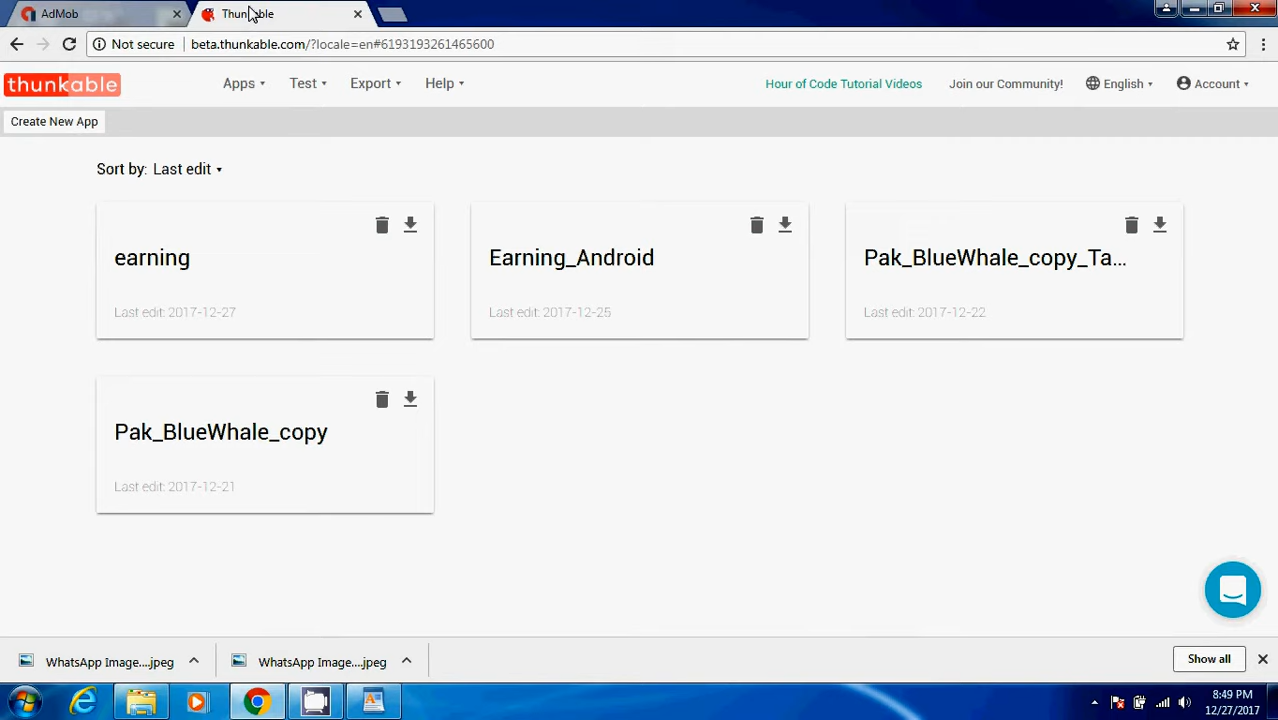 AdMob
Thunkable
Not secure
beta.thunkable.com/?locale=en#6193193261465600
thunkable
Apps
Test
Export
Help
Hour of Code Tutorial Videos
Join our Community!
English
Account
Create New App
Sort by: Last edit
earning
Last edit: 2017-12-27
Earning_Android
Last edit: 2017-12-25
Pak_BlueWhale_copy_Ta...
Last edit: 2017-12-22
Pak_BlueWhale_copy
Last edit: 2017-12-21
WhatsApp Image....jpeg
WhatsApp Image....jpeg
Show all
8:49 PM
12/27/2017